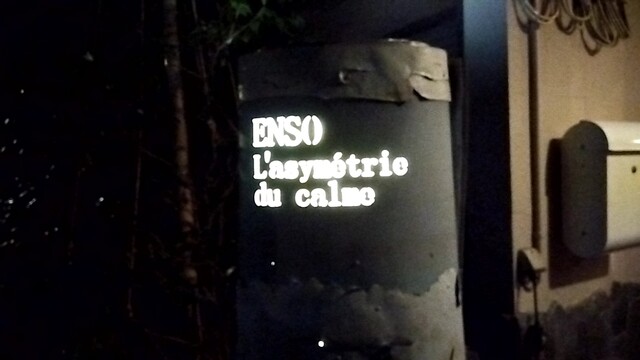 ENSO
L'asymétrie
du calme